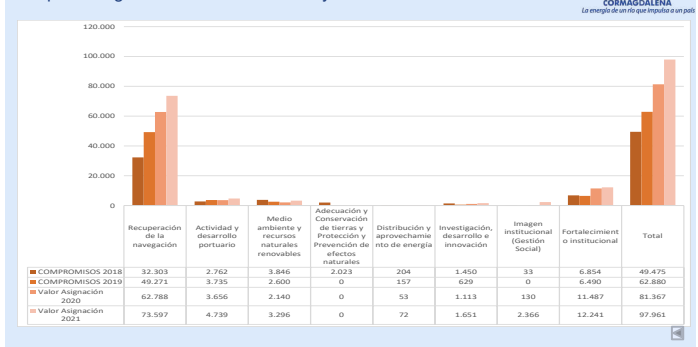 CORMAGDALENA
La energía de un río que impulsa a un país
120.000
100.000
80.000
60.000
40.000
20.000
0
Recuperación de la navegación
Actividad y desarrollo portuario
Medio ambiente y recursos naturales renovables
Adecuación y Conservación de tierras y Protección y Prevención de efectos naturales
Distribución y aprovechamie nto de energía
Investigación, desarrollo e innovación
Imagen institucional (Gestión Social)
Fortalecimient o institucional
Total
COMPROMISOS 2018 32.303 2.762 3.846 2.023 204 1.450 33 6.854 49.475
COMPROMISOS 2019 49.271 3.735 2.600 0 157 629 0 6.490 62.880
Valor Asignación 2020 62.788 3.656 2.140 0 53 1.113 130 11.487 81.367
Valor Asignación 2021 73.597 4.739 3.296 0 72 1.651 2.366 12.241 97.961